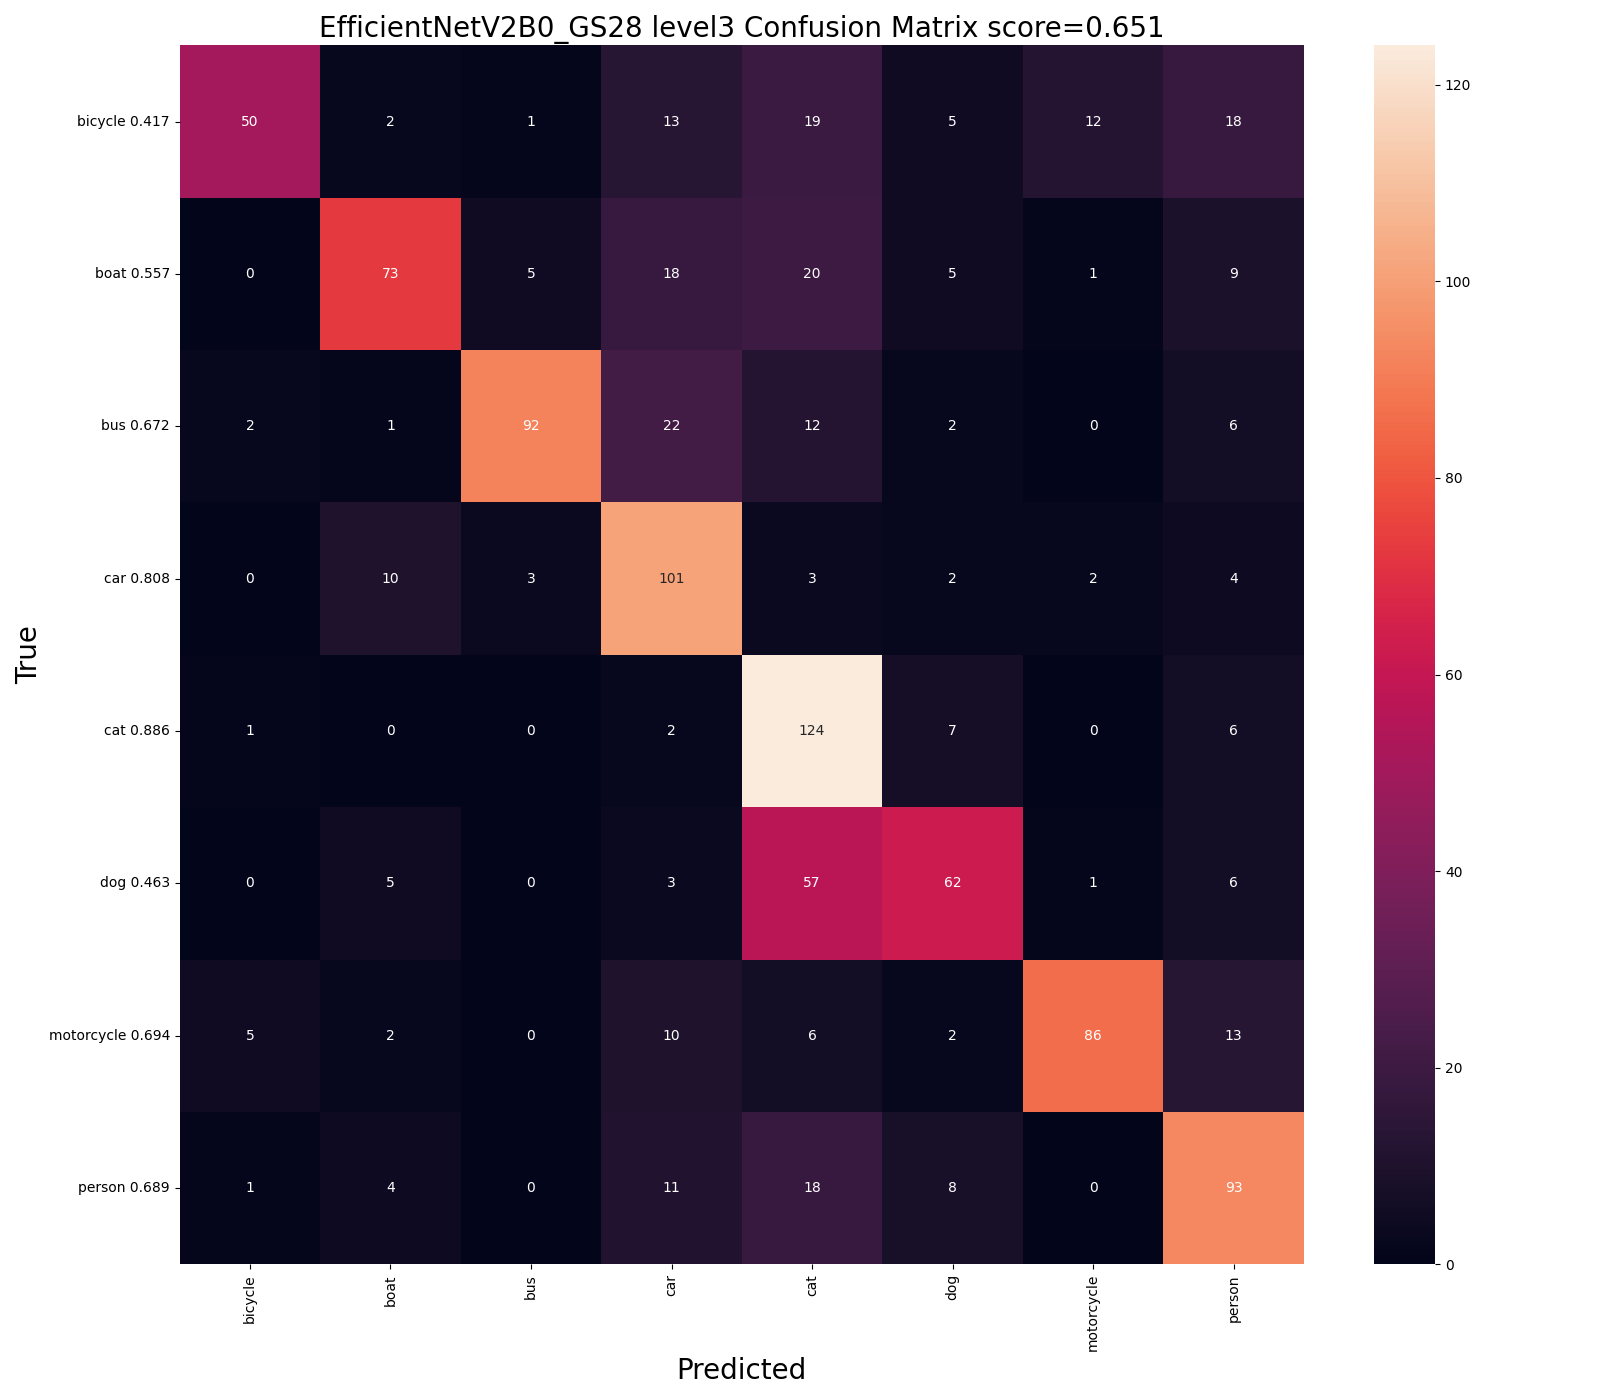 EfficientNetV2B0_GS28 level3 Confusion Matrix score=0.651
bicycle 0.417 50 2 1 13 19 5 12 18
boat 0.557 0 73 5 18 20 5 1 9
bus 0.672 2 1 92 22 12 2 0 6
car 0.808 0 10 3 101 3 2 2 4
cat 0.886 1 0 0 2 124 7 0 6
dog 0.463 0 5 0 3 57 62 1 6
motorcycle 0.694 5 2 0 10 6 2 86 13
person 0.689 1 4 0 11 18 8 0 93
bicycle boat bus car cat dog motorcycle person
Predicted
True
120
100
80
60
40
20
0